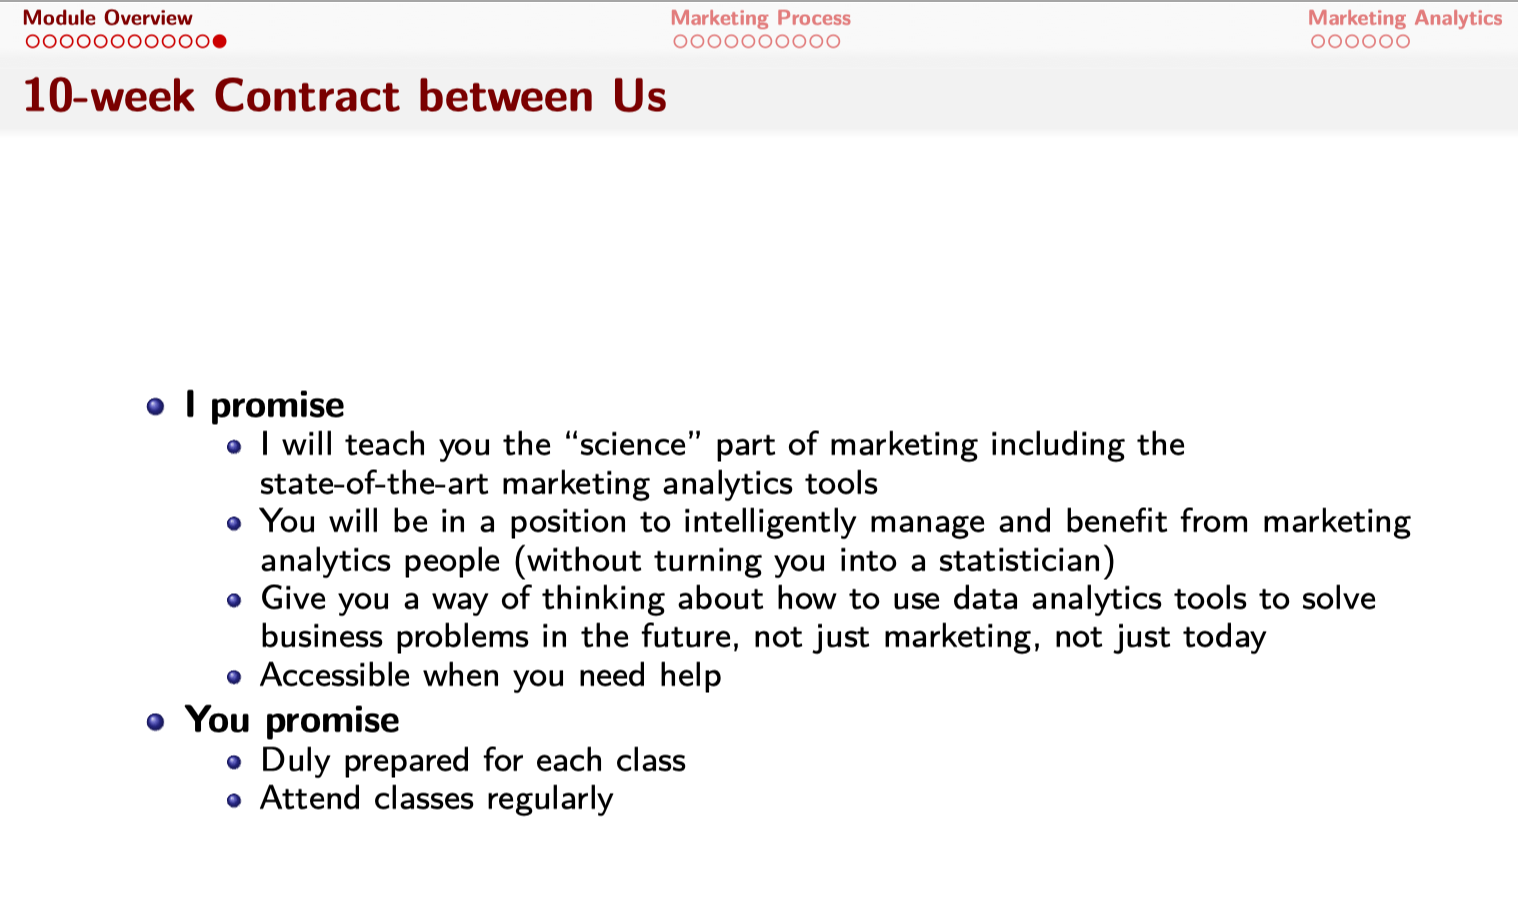 Module Overview
Marketing Process
Marketing Analytics
10-week Contract between Us
I promise
I will teach you the “science” part of marketing including the
state-of-the-art marketing analytics tools
You will be in a position to intelligently manage and benefit from marketing
analytics people (without turning you into a statistician)
Give you a way of thinking about how to use data analytics tools to solve
business problems in the future, not just marketing, not just today
Accessible when you need help
You promise
Duly prepared for each class
Attend classes regularly